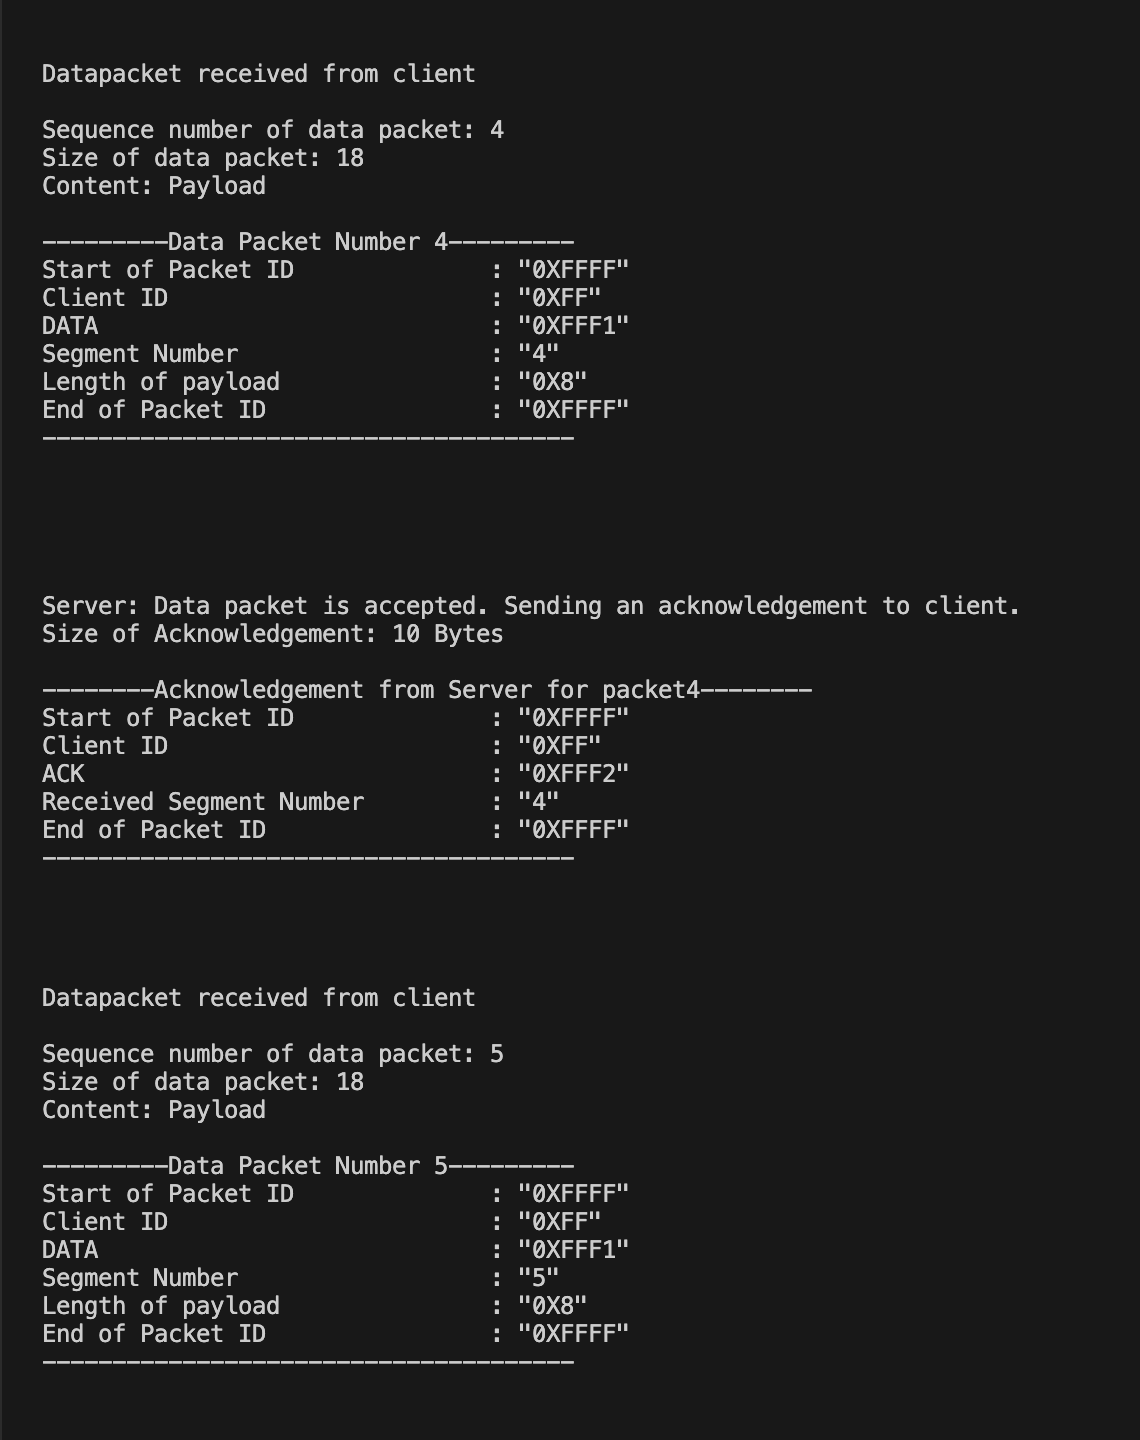 Datapacket received from client
Sequence number of data packet: 4
Size of data packet: 18
Content: Payload
---------Data Packet Number 4---------
Start of Packet ID : "0XFFFF"
Client ID : "0XFF"
DATA : "0XFFF1"
Segment Number : "4"
Length of payload : "0X8"
End of Packet ID : "0XFFFF"
--------------------------------------
Server: Data packet is accepted. Sending an acknowledgement to client.
Size of Acknowledgement: 10 Bytes
--------Acknowledgement from Server for packet4--------
Start of Packet ID : "0XFFFF"
Client ID : "0XFF"
ACK : "0XFFF2"
Received Segment Number : "4"
End of Packet ID : "0XFFFF"
--------------------------------------
Datapacket received from client
Sequence number of data packet: 5
Size of data packet: 18
Content: Payload
---------Data Packet Number 5---------
Start of Packet ID : "0XFFFF"
Client ID : "0XFF"
DATA : "0XFFF1"
Segment Number : "5"
Length of payload : "0X8"
End of Packet ID : "0XFFFF"
--------------------------------------